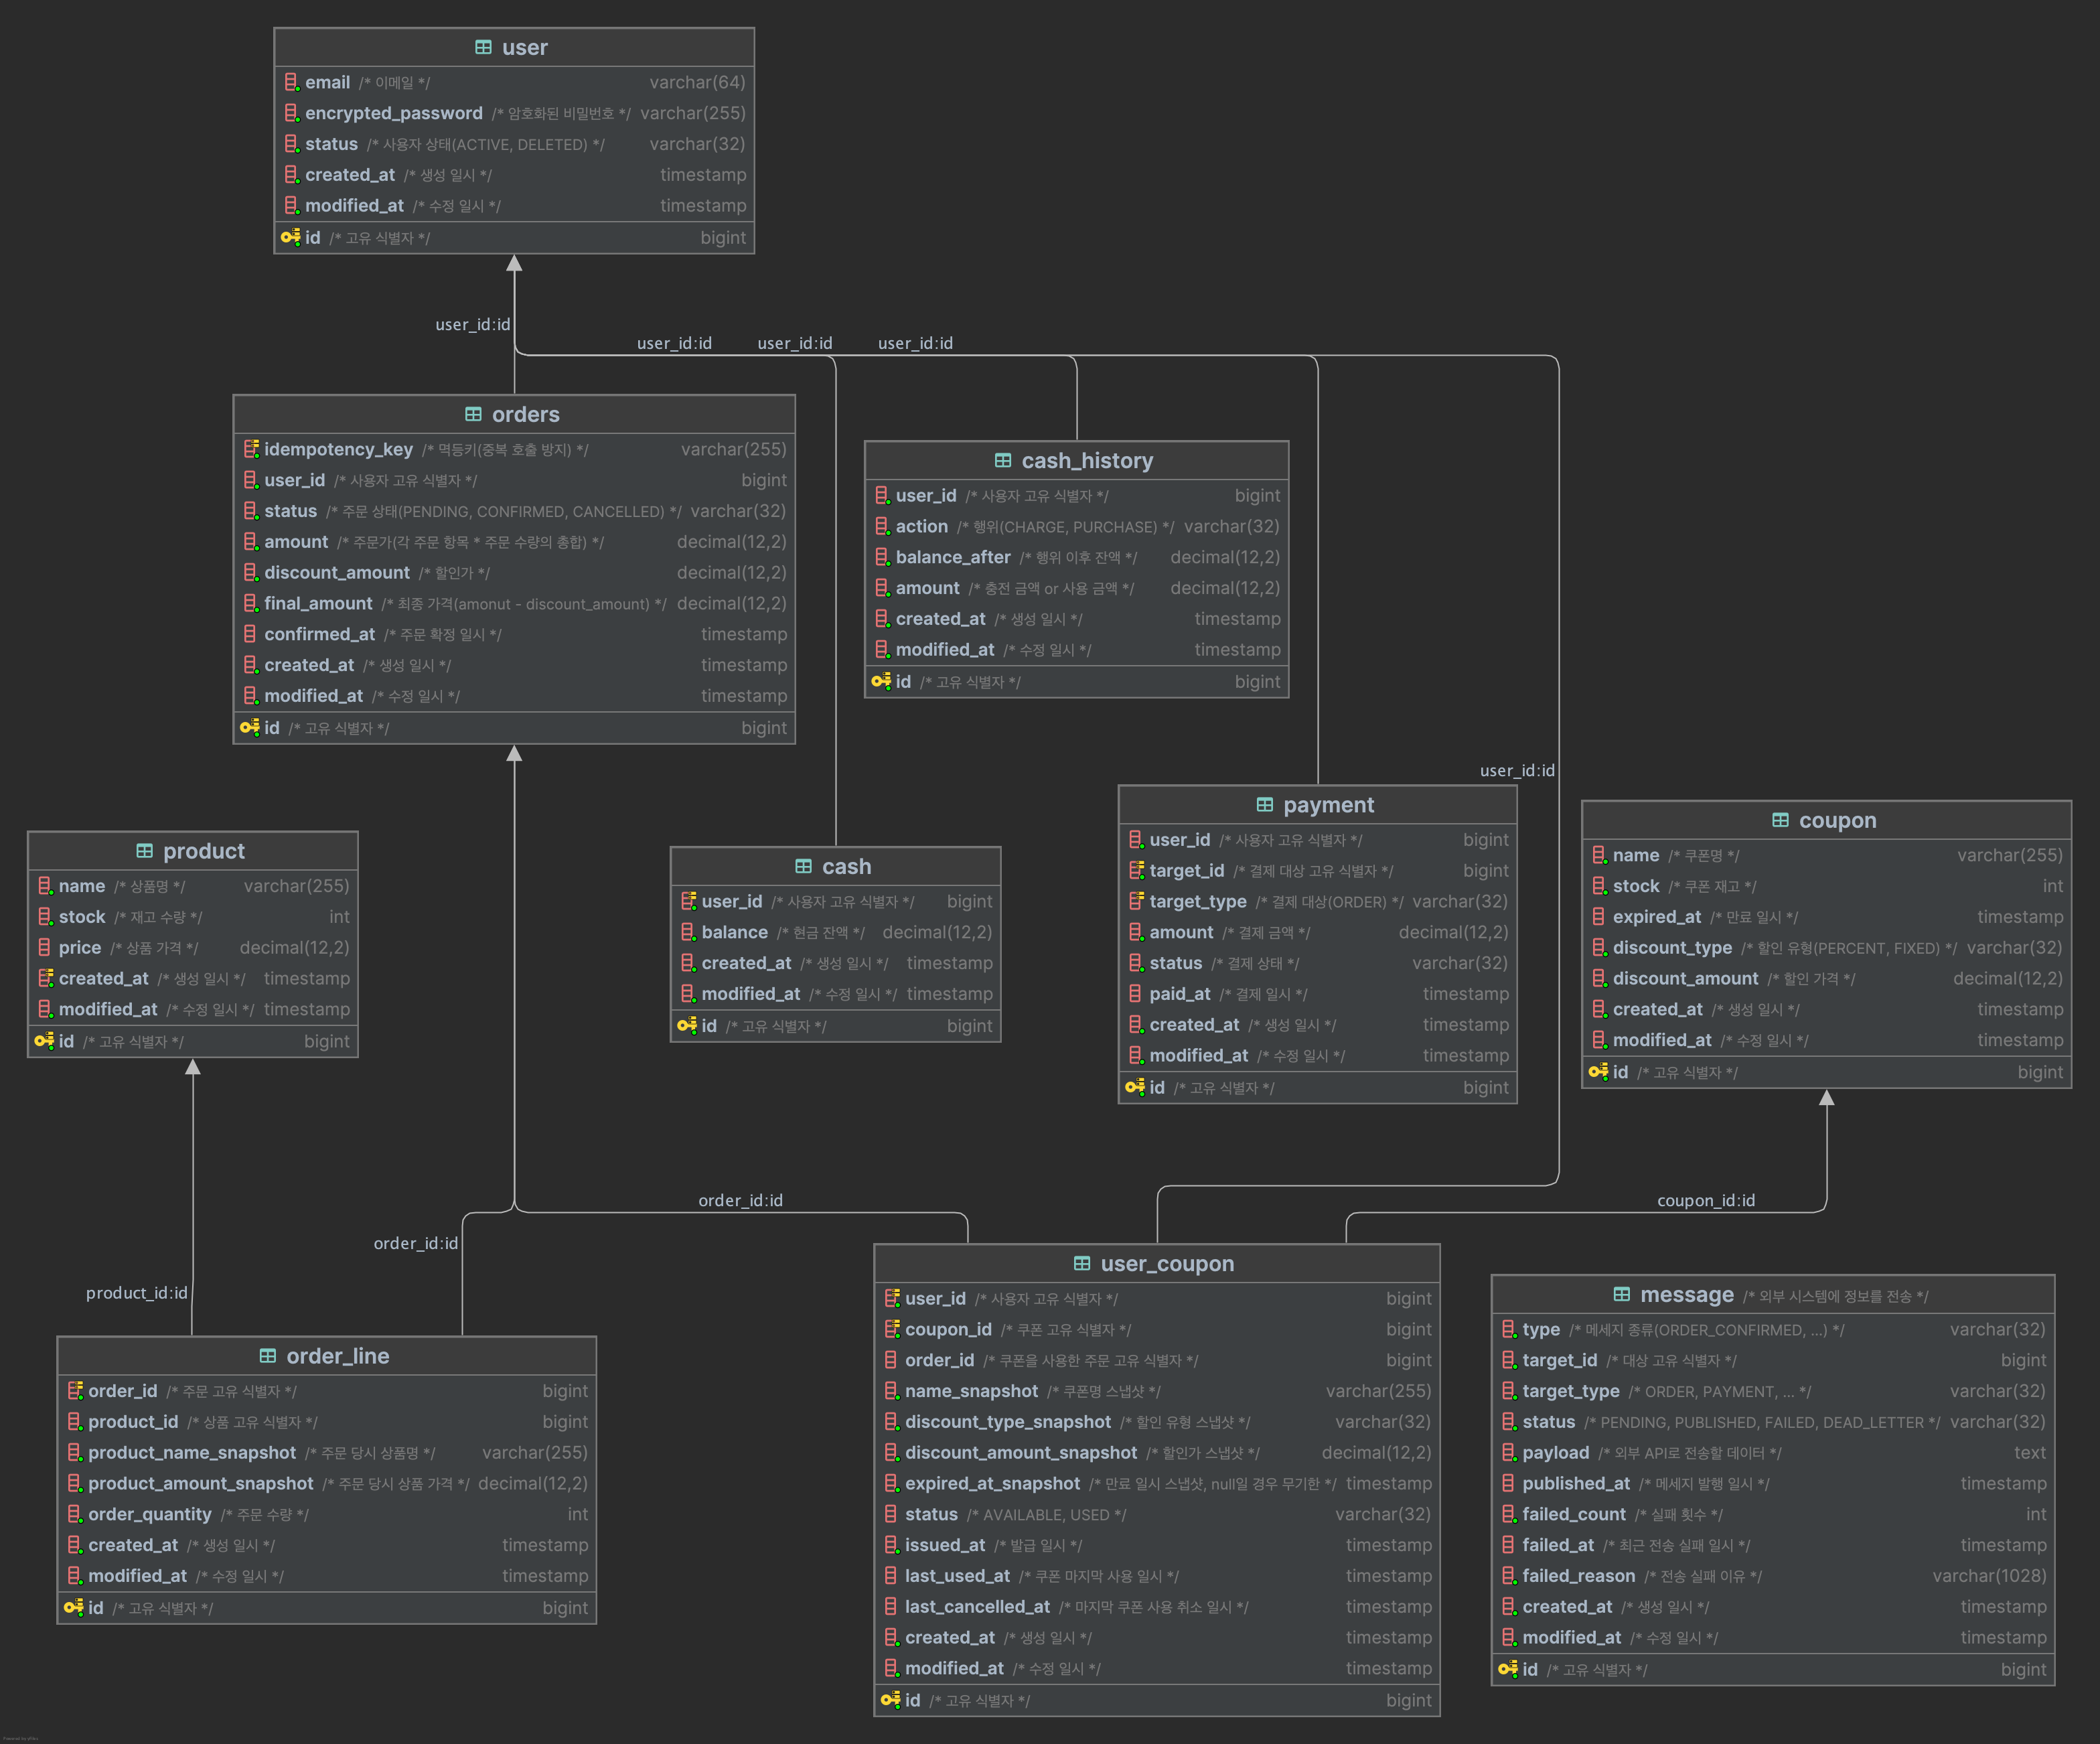 user
email /* 이메일 */ varchar(64)
encrypted_password /* 암호화된 비밀번호 */ varchar(255)
status /* 사용자 상태(ACTIVE, DELETED) */ varchar(32)
created_at /* 생성 일시 */ timestamp
modified_at /* 수정 일시 */ timestamp
id /* 고유 식별자 */ bigint
user_id:id
user_id:id user_id:id user_id:id
orders
idempotency_key /* 멱등키(중복 호출 방지) */ varchar(255)
user_id /* 사용자 고유 식별자 */ bigint
status /* 주문 상태(PENDING, CONFIRMED, CANCELLED) */ varchar(32)
amount /* 주문가(각 주문 항목 * 주문 수량의 총합) */ decimal(12,2)
discount_amount /* 할인가 */ decimal(12,2)
final_amount /* 최종 가격(amonut - discount_amount) */ decimal(12,2)
confirmed_at /* 주문 확정 일시 */ timestamp
created_at /* 생성 일시 */ timestamp
modified_at /* 수정 일시 */ timestamp
id /* 고유 식별자 */ bigint
cash_history
user_id /* 사용자 고유 식별자 */ bigint
action /* 행위(CHARGE, PURCHASE) */ varchar(32)
balance_after /* 행위 이후 잔액 */ decimal(12,2)
amount /* 충전 금액 or 사용 금액 */ decimal(12,2)
created_at /* 생성 일시 */ timestamp
modified_at /* 수정 일시 */ timestamp
id /* 고유 식별자 */ bigint
user_id:id
product
name /* 상품명 */ varchar(255)
stock /* 재고 수량 */ int
price /* 상품 가격 */ decimal(12,2)
created_at /* 생성 일시 */ timestamp
modified_at /* 수정 일시 */ timestamp
id /* 고유 식별자 */ bigint
cash
user_id /* 사용자 고유 식별자 */ bigint
balance /* 현금 잔액 */ decimal(12,2)
created_at /* 생성 일시 */ timestamp
modified_at /* 수정 일시 */ timestamp
id /* 고유 식별자 */ bigint
payment
user_id /* 사용자 고유 식별자 */ bigint
target_id /* 결제 대상 고유 식별자 */ bigint
target_type /* 결제 대상(ORDER) */ varchar(32)
amount /* 결제 금액 */ decimal(12,2)
status /* 결제 상태 */ varchar(32)
paid_at /* 결제 일시 */ timestamp
created_at /* 생성 일시 */ timestamp
modified_at /* 수정 일시 */ timestamp
id /* 고유 식별자 */ bigint
coupon
name /* 쿠폰명 */ varchar(255)
stock /* 쿠폰 재고 */ int
expired_at /* 만료 일시 */ timestamp
discount_type /* 할인 유형(PERCENT, FIXED) */ varchar(32)
discount_amount /* 할인 가격 */ decimal(12,2)
created_at /* 생성 일시 */ timestamp
modified_at /* 수정 일시 */ timestamp
id /* 고유 식별자 */ bigint
order_id:id
coupon_id:id
order_id:id
product_id:id
order_line
order_id /* 주문 고유 식별자 */ bigint
product_id /* 상품 고유 식별자 */ bigint
product_name_snapshot /* 주문 당시 상품명 */ varchar(255)
product_amount_snapshot /* 주문 당시 상품 가격 */ decimal(12,2)
order_quantity /* 주문 수량 */ int
created_at /* 생성 일시 */ timestamp
modified_at /* 수정 일시 */ timestamp
id /* 고유 식별자 */ bigint
user_coupon
user_id /* 사용자 고유 식별자 */ bigint
coupon_id /* 쿠폰 고유 식별자 */ bigint
order_id /* 쿠폰을 사용한 주문 고유 식별자 */ bigint
name_snapshot /* 쿠폰명 스냅샷 */ varchar(255)
discount_type_snapshot /* 할인 유형 스냅샷 */ varchar(32)
discount_amount_snapshot /* 할인가 스냅샷 */ decimal(12,2)
expired_at_snapshot /* 만료 일시 스냅샷, null일 경우 무기한 */ timestamp
status /* AVAILABLE, USED */ varchar(32)
issued_at /* 발급 일시 */ timestamp
last_used_at /* 쿠폰 마지막 사용 일시 */ timestamp
last_cancelled_at /* 마지막 쿠폰 사용 취소 일시 */ timestamp
created_at /* 생성 일시 */ timestamp
modified_at /* 수정 일시 */ timestamp
id /* 고유 식별자 */ bigint
message /* 외부 시스템에 정보를 전송 */
type /* 메세지 종류(ORDER_CONFIRMED, ...) */ varchar(32)
target_id /* 대상 고유 식별자 */ bigint
target_type /* ORDER, PAYMENT, ... */ varchar(32)
status /* PENDING, PUBLISHED, FAILED, DEAD_LETTER */ varchar(32)
payload /* 외부 API로 전송할 데이터 */ text
published_at /* 메세지 발행 일시 */ timestamp
failed_count /* 실패 횟수 */ int
failed_at /* 최근 전송 실패 일시 */ timestamp
failed_reason /* 전송 실패 이유 */ varchar(1028)
created_at /* 생성 일시 */ timestamp
modified_at /* 수정 일시 */ timestamp
id /* 고유 식별자 */ bigint